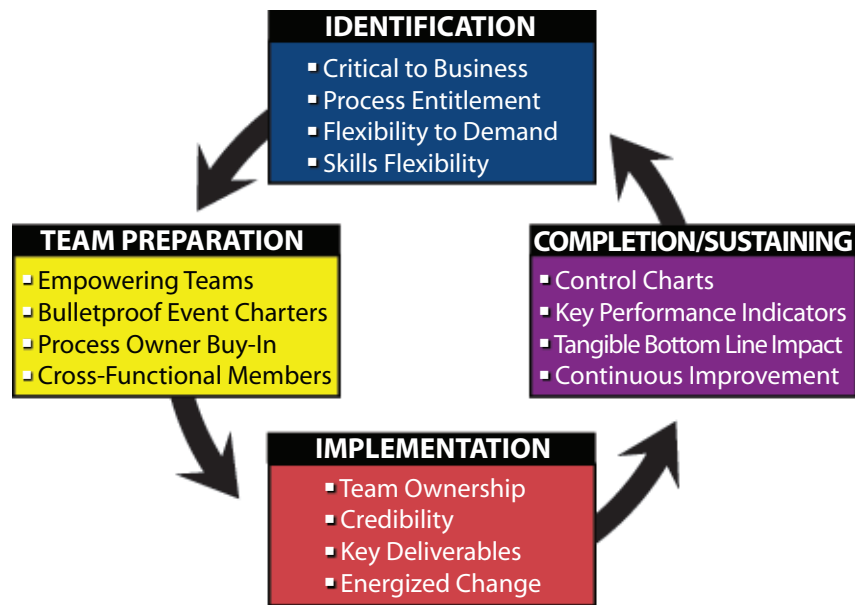 IDENTIFICATION
▪ Critical to Business
▪ Process Entitlement
▪ Flexibility to Demand
▪ Skills Flexibility
TEAM PREPARATION
▪ Empowering Teams
▪ Bulletproof Event Charters
▪ Process Owner Buy-In
▪ Cross-Functional Members
COMPLETION/SUSTAINING
▪ Control Charts
▪ Key Performance Indicators
▪ Tangible Bottom Line Impact
▪ Continuous Improvement
IMPLEMENTATION
▪ Team Ownership
▪ Credibility
▪ Key Deliverables
▪ Energized Change